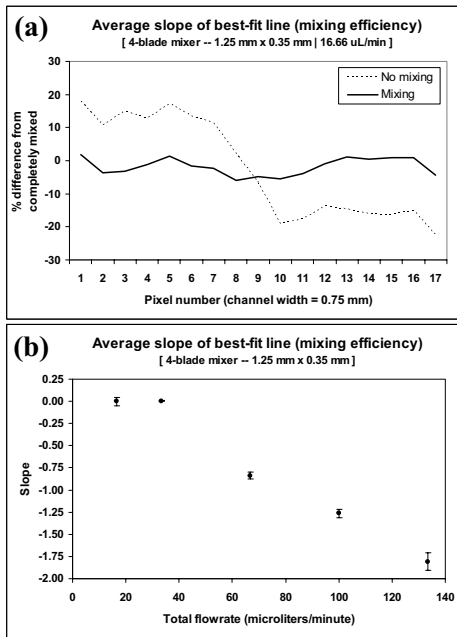 (a)
Average slope of best-fit line (mixing efficiency)
[ 4-blade mixer -- 1.25 mm x 0.35 mm | 16.66 uL/min ]
% difference from
completely mixed
30
20
10
0
-10
-20
-30
No mixing
Mixing
1 2 3 4 5 6 7 8 9 10 11 12 13 14 15 16 17
Pixel number (channel width = 0.75 mm)
(b)
Average slope of best-fit line (mixing efficiency)
[ 4-blade mixer -- 1.25 mm x 0.35 mm ]
Slope
0.25
0.00
-0.25
-0.50
-0.75
-1.00
-1.25
-1.50
-1.75
-2.00
0 20 40 60 80 100 120 140
Total flowrate (microliters/minute)